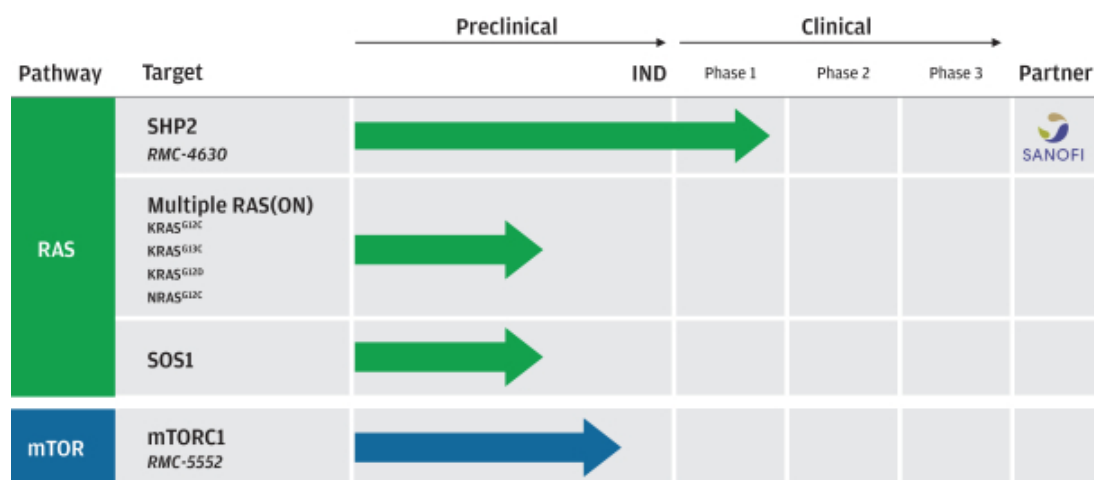 Preclinical Clinical
Pathway Target IND Phase 1 Phase 2 Phase 3 Partner
RAS
SHP2
RMC-4630
SANOFI
Multiple RAS(ON)
KRASG12C
KRASG13C
KRASG12D
NRASG12C
SOS1
mTOR
mTORC1
RMC-5552